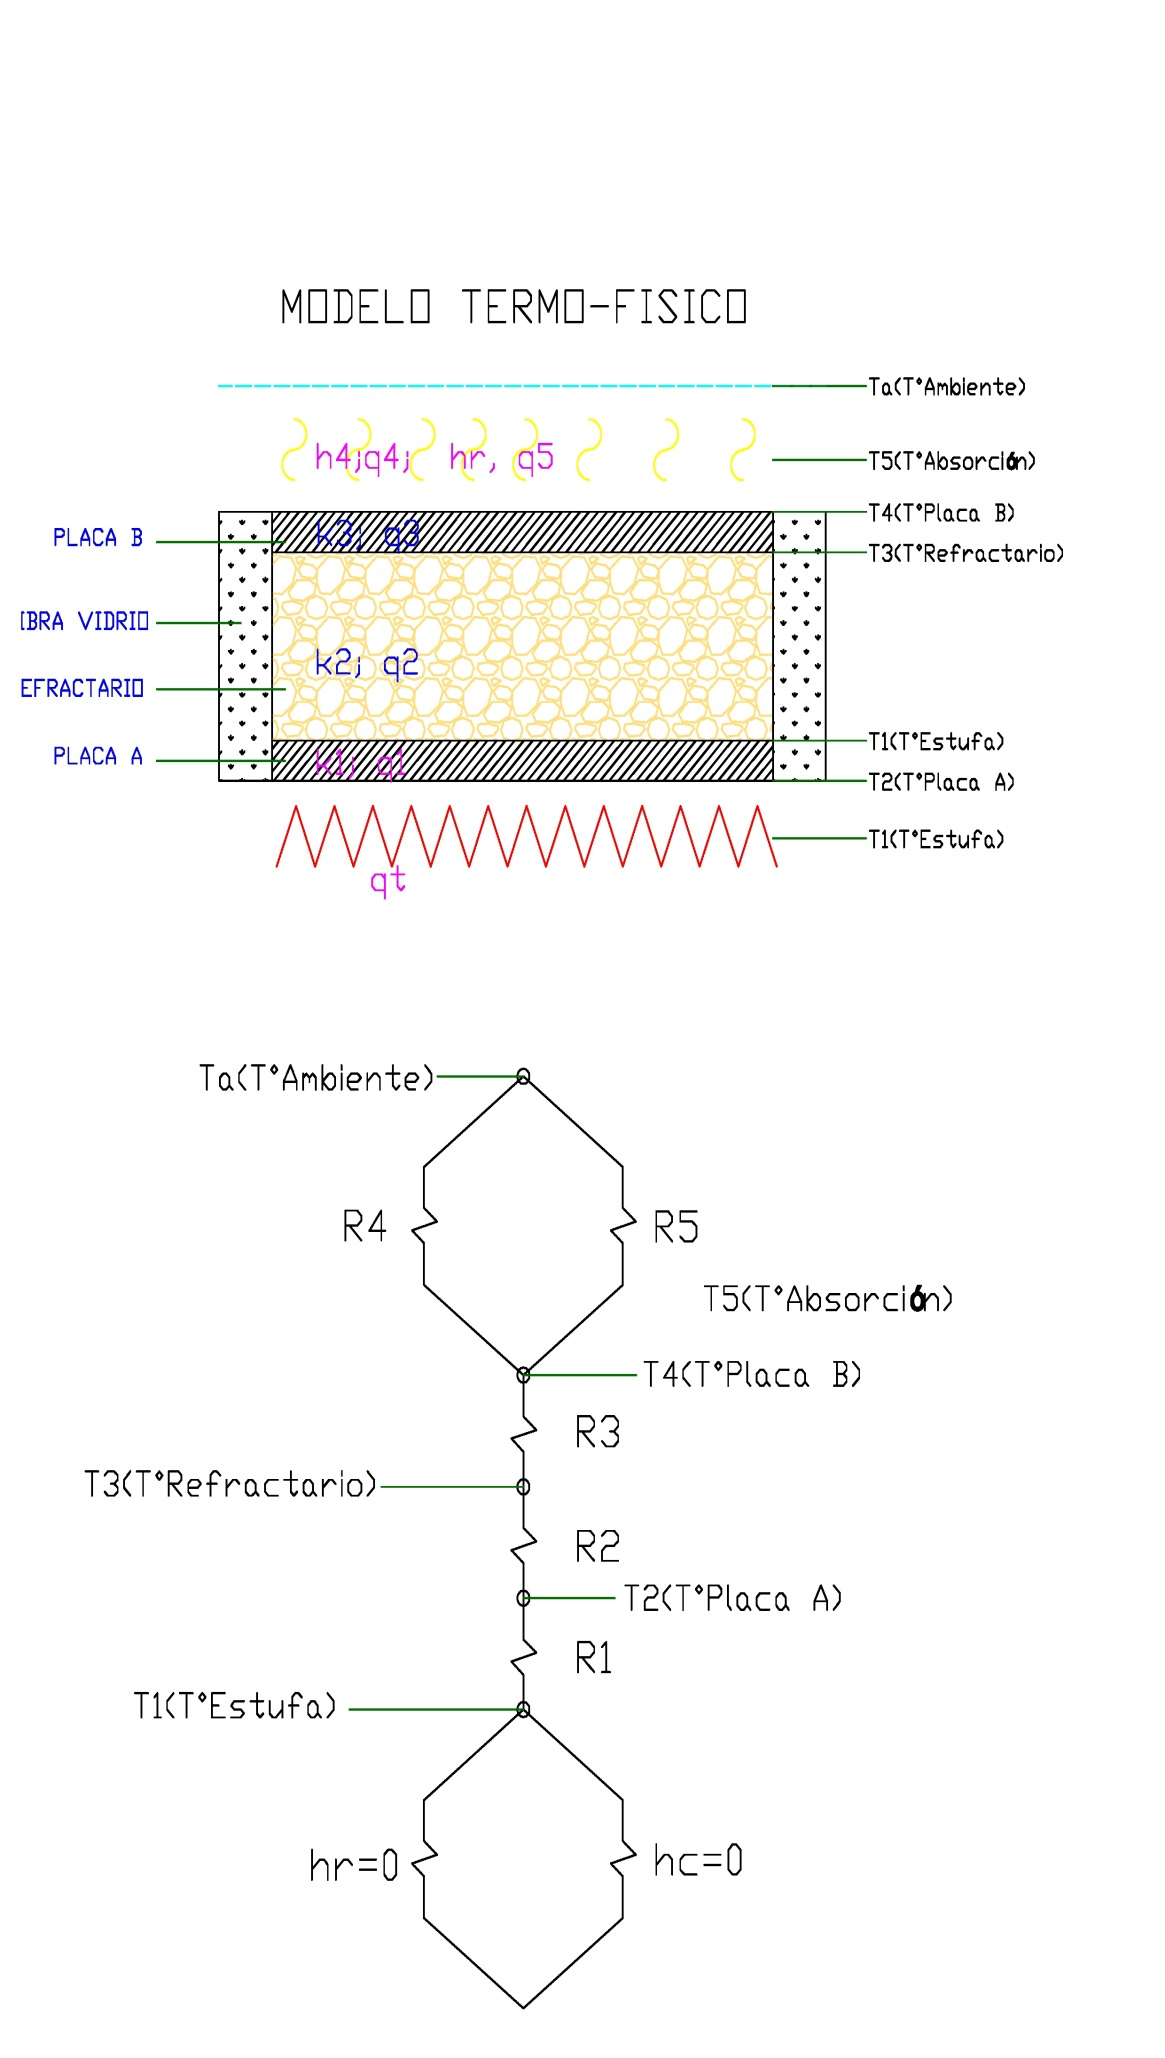 MODELO TERMO-FISICO
Ta(T°Ambiente)
h4;q4; hr, q5
T5(T°Absorción)
T4(T°Placa B)
PLACA B
k3; q3
T3(T°Refractario)
IBRA VIDRIO
k2; q2
EFRACTARIO
T1(T°Estufa)
PLACA A
k1; q1
T2(T°Placa A)
T1(T°Estufa)
qt
Ta(T°Ambiente)
R4
R5
T5(T°Absorción)
T4(T°Placa B)
R3
T3(T°Refractario)
R2
T2(T°Placa A)
R1
T1(T°Estufa)
hr=0
hc=0